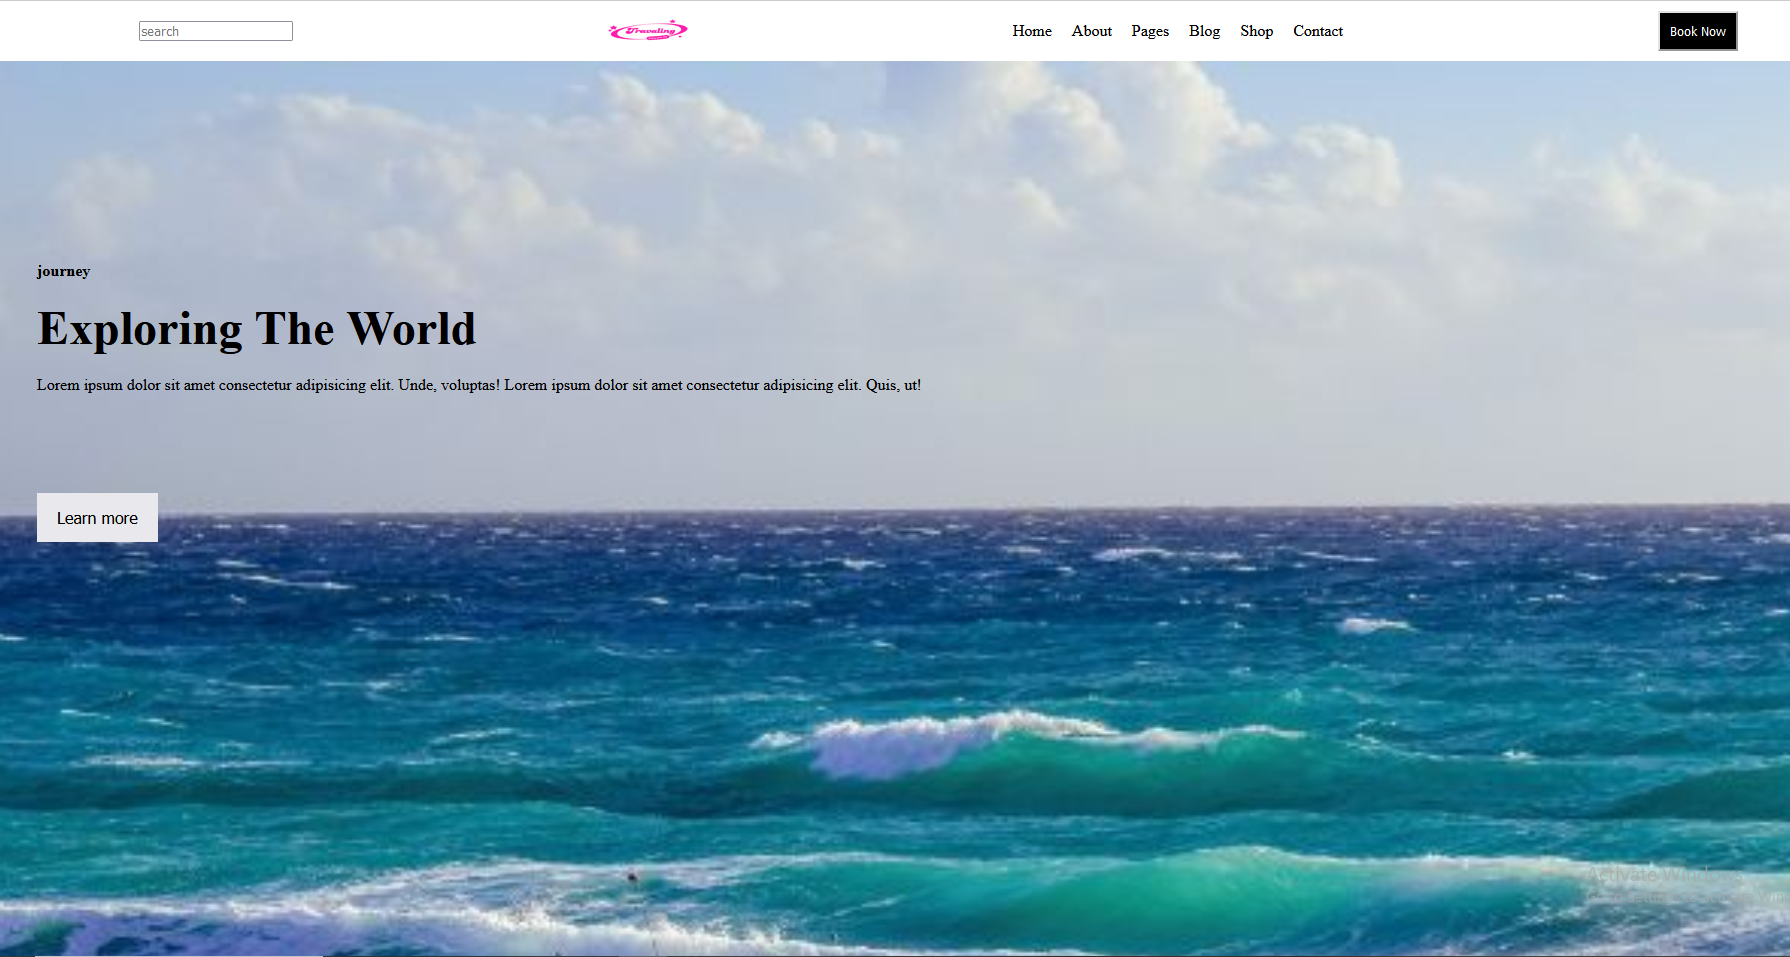 search
Traveling
Home About Pages Blog Shop Contact
Book Now
journey
Exploring The World
Lorem ipsum dolor sit amet consectetur adipisicing elit. Unde, voluptas! Lorem ipsum dolor sit amet consectetur adipisicing elit. Quis, ut!
Learn more
Activate Windows